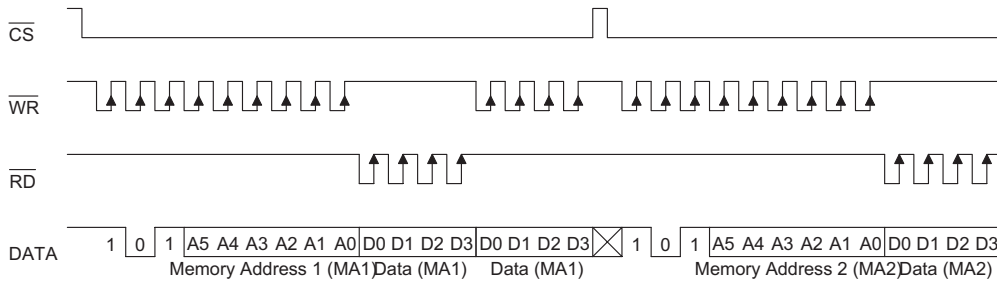 CS
WR
RD
DATA 1 0 1 A5 A4 A3 A2 A1 A0 D0 D1 D2 D3 D0 D1 D2 D3 1 0 1 A5 A4 A3 A2 A1 A0 D0 D1 D2 D3
Memory Address 1 (MA1) Data (MA1) Data (MA1) Memory Address 2 (MA2) Data (MA2)